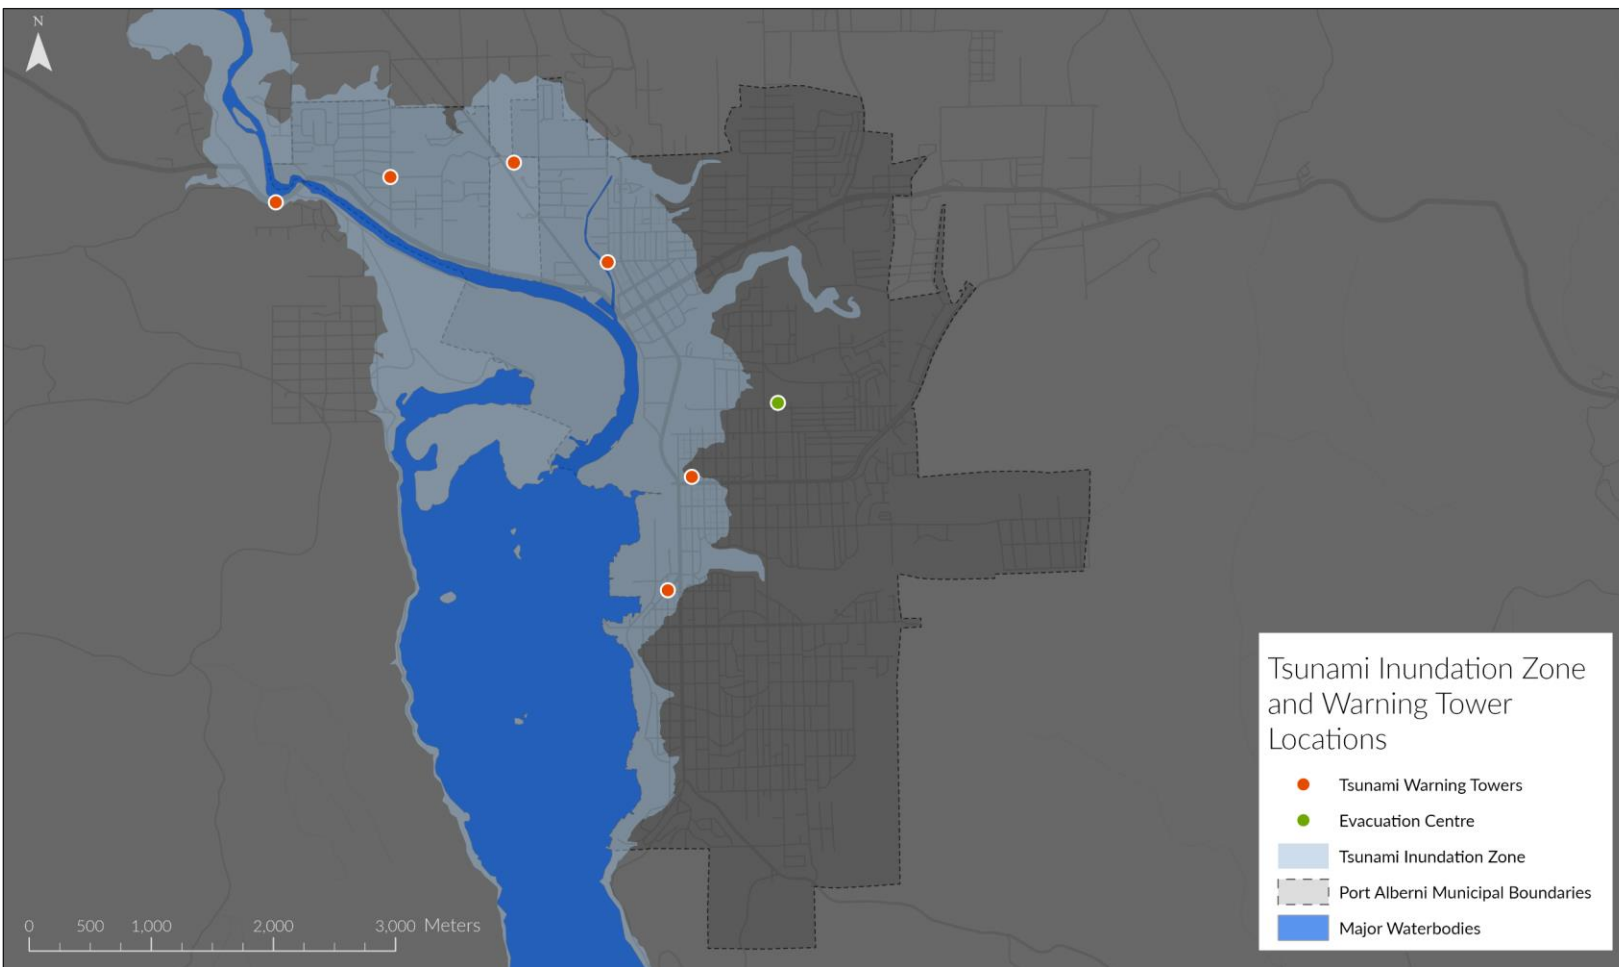 N
Tsunami Inundation Zone
and Warning Tower
Locations
Tsunami Warning Towers
Evacuation Centre
Tsunami Inundation Zone
Port Alberni Municipal Boundaries
Major Waterbodies
0 500 1,000 2,000 3,000 Meters